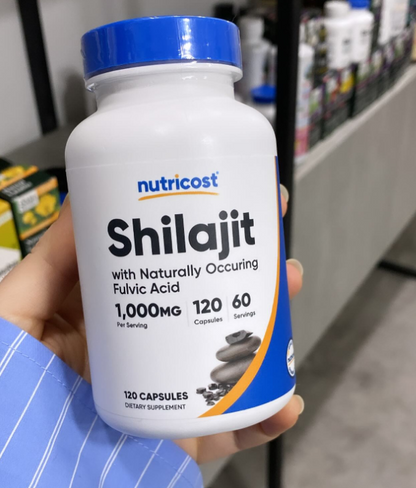 nutricost
Shilajit
with Naturally Occuring
Fulvic Acid
1,000MG
Per Serving
120
Capsules
60
Servings
120 CAPSULES
DIETARY SUPPLEMENT